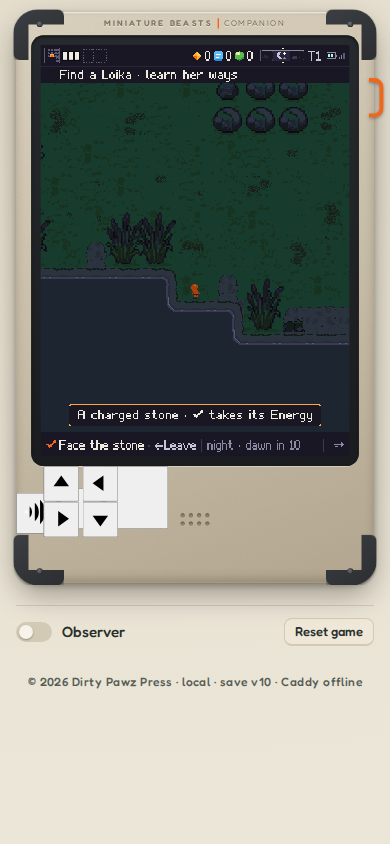 MINIATURE BEASTS | COMPANION
0 0 0 T1
Find a Loika · learn her ways
A charged stone · ✓ takes its Energy
✓ Face the stone · ←Leave | night · dawn in 10 | →
Observer
Reset game
© 2026 Dirty Pawz Press · local · save v10 · Caddy offline